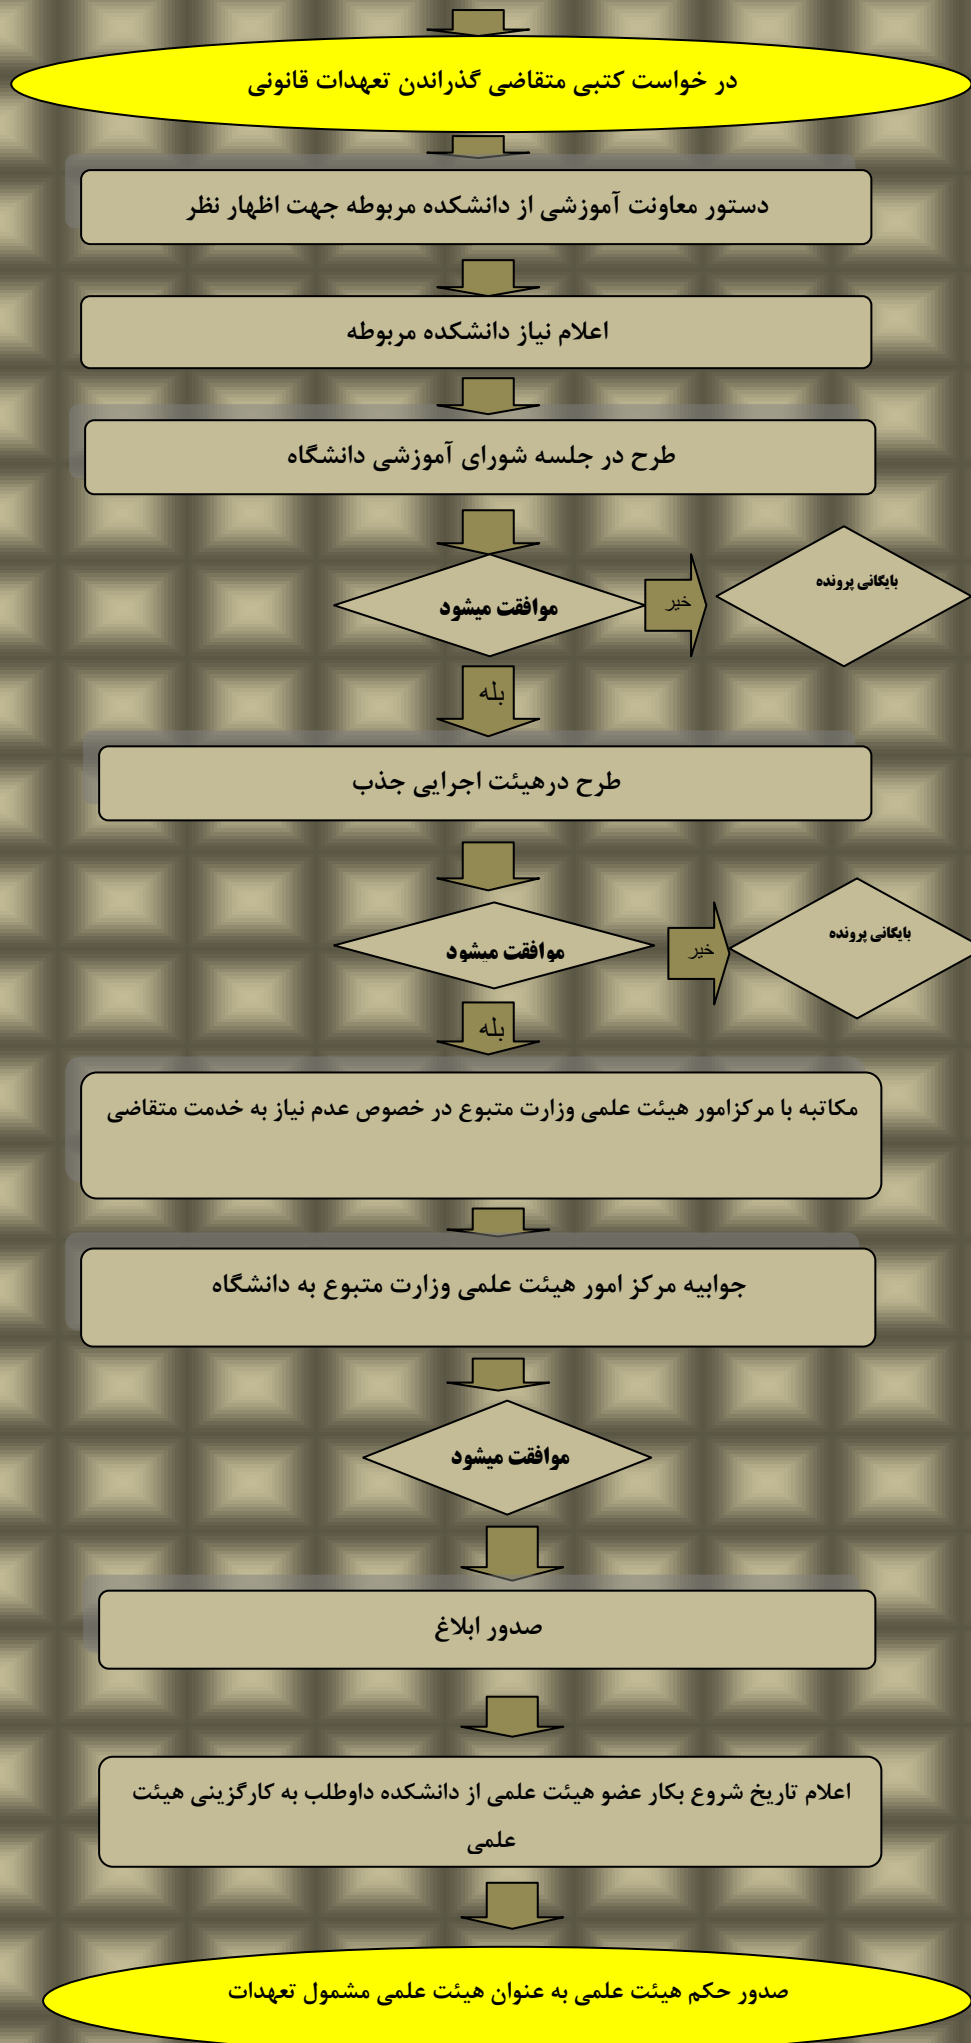 در خواست کتبی متقاضی گذراندن تعهدات قانونی
دستور معاونت آموزشی از دانشکده مربوطه جهت اظهار نظر
اعلام نیاز دانشکده مربوطه
طرح در جلسه شورای آموزشی دانشگاه
موافقت میشود
خیر
بایگانی پرونده
بله
طرح درهیئت اجرایی جذب
موافقت میشود
خیر
بایگانی پرونده
بله
مکاتبه با مرکزامور هیئت علمی وزارت متبوع در خصوص عدم نیاز به خدمت متقاضی
جوابیه مرکز امور هیئت علمی وزارت متبوع به دانشگاه
موافقت میشود
صدور ابلاغ
اعلام تاریخ شروع بکار عضو هیئت علمی از دانشکده داوطلب به کارگزینی هیئت
علمی
صدور حکم هیئت علمی به عنوان هیئت علمی مشمول تعهدات